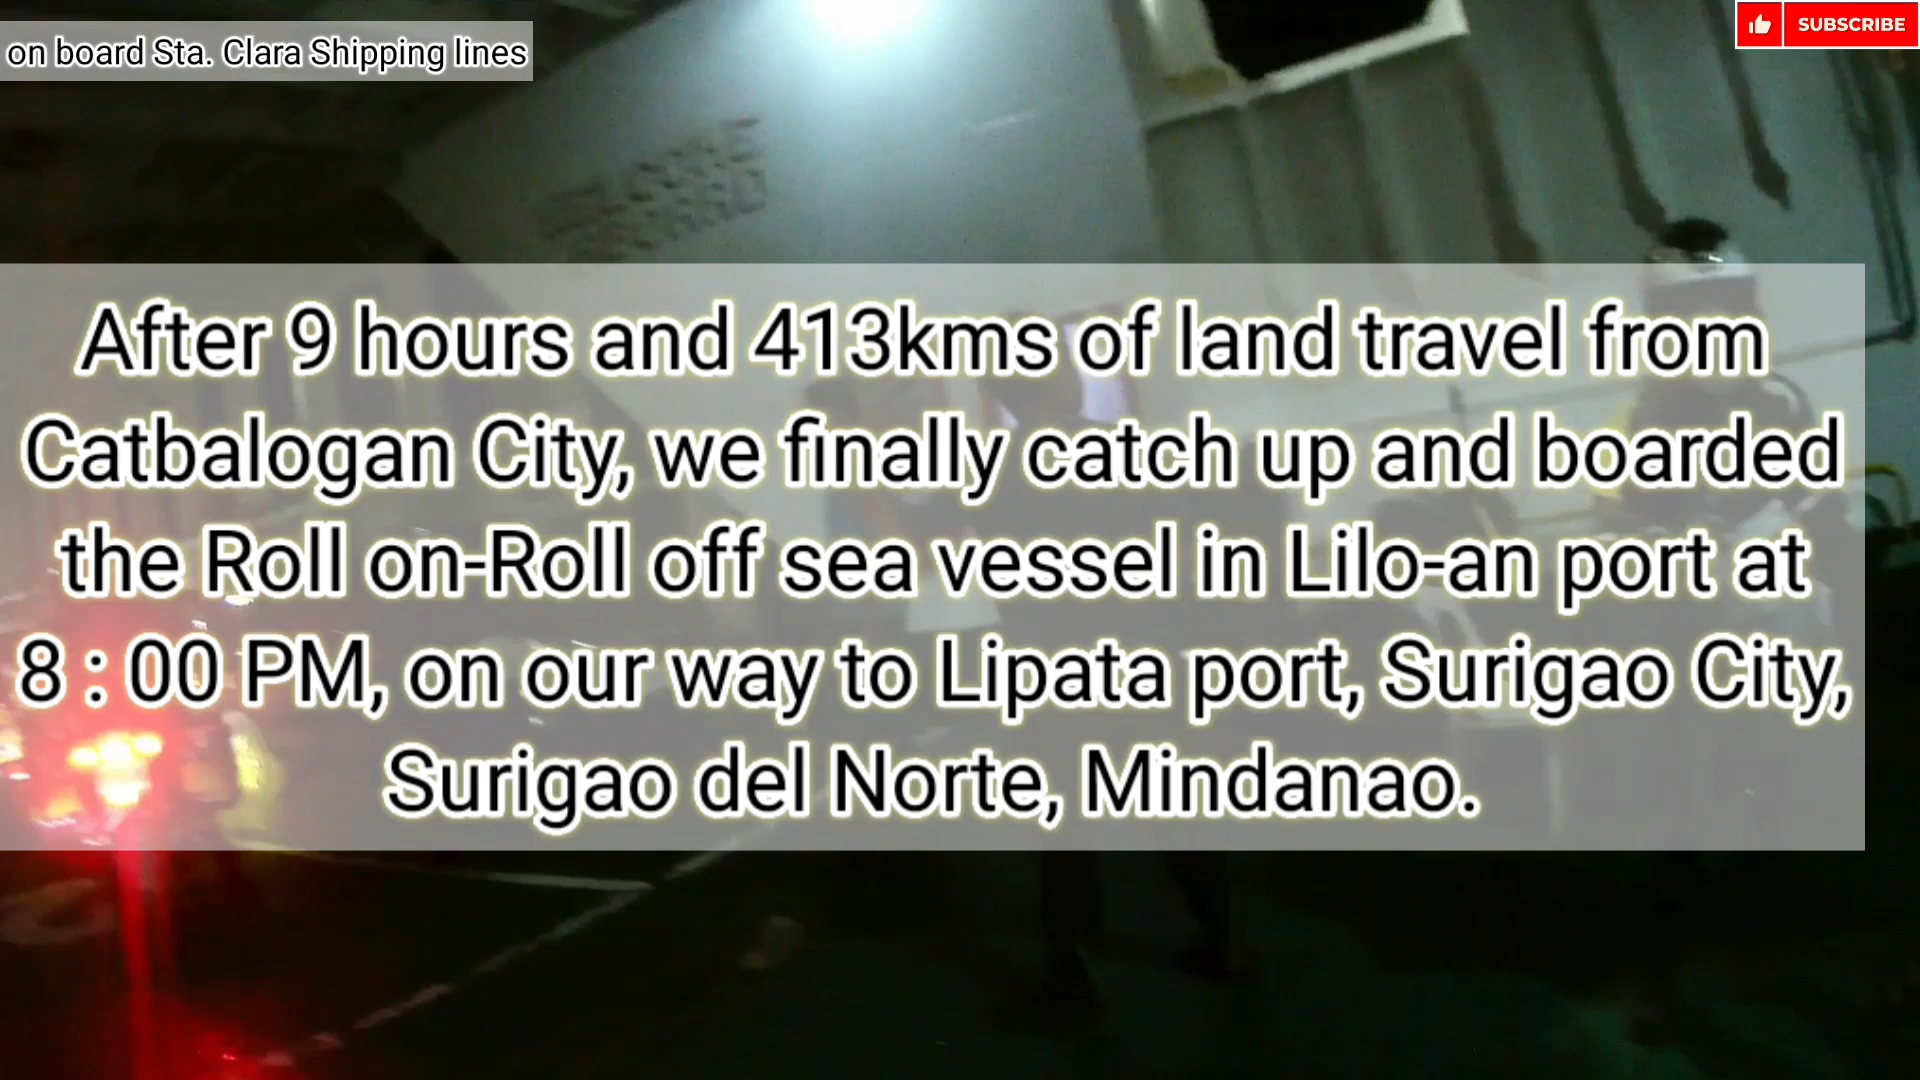 on board Sta. Clara Shipping lines
SUBSCRIBE
After 9 hours and 413kms of land travel from
Catbalogan City, we finally catch up and boarded
the Roll on-Roll off sea vessel in Lilo-an port at
8 : 00 PM, on our way to Lipata port, Surigao City,
Surigao del Norte, Mindanao.